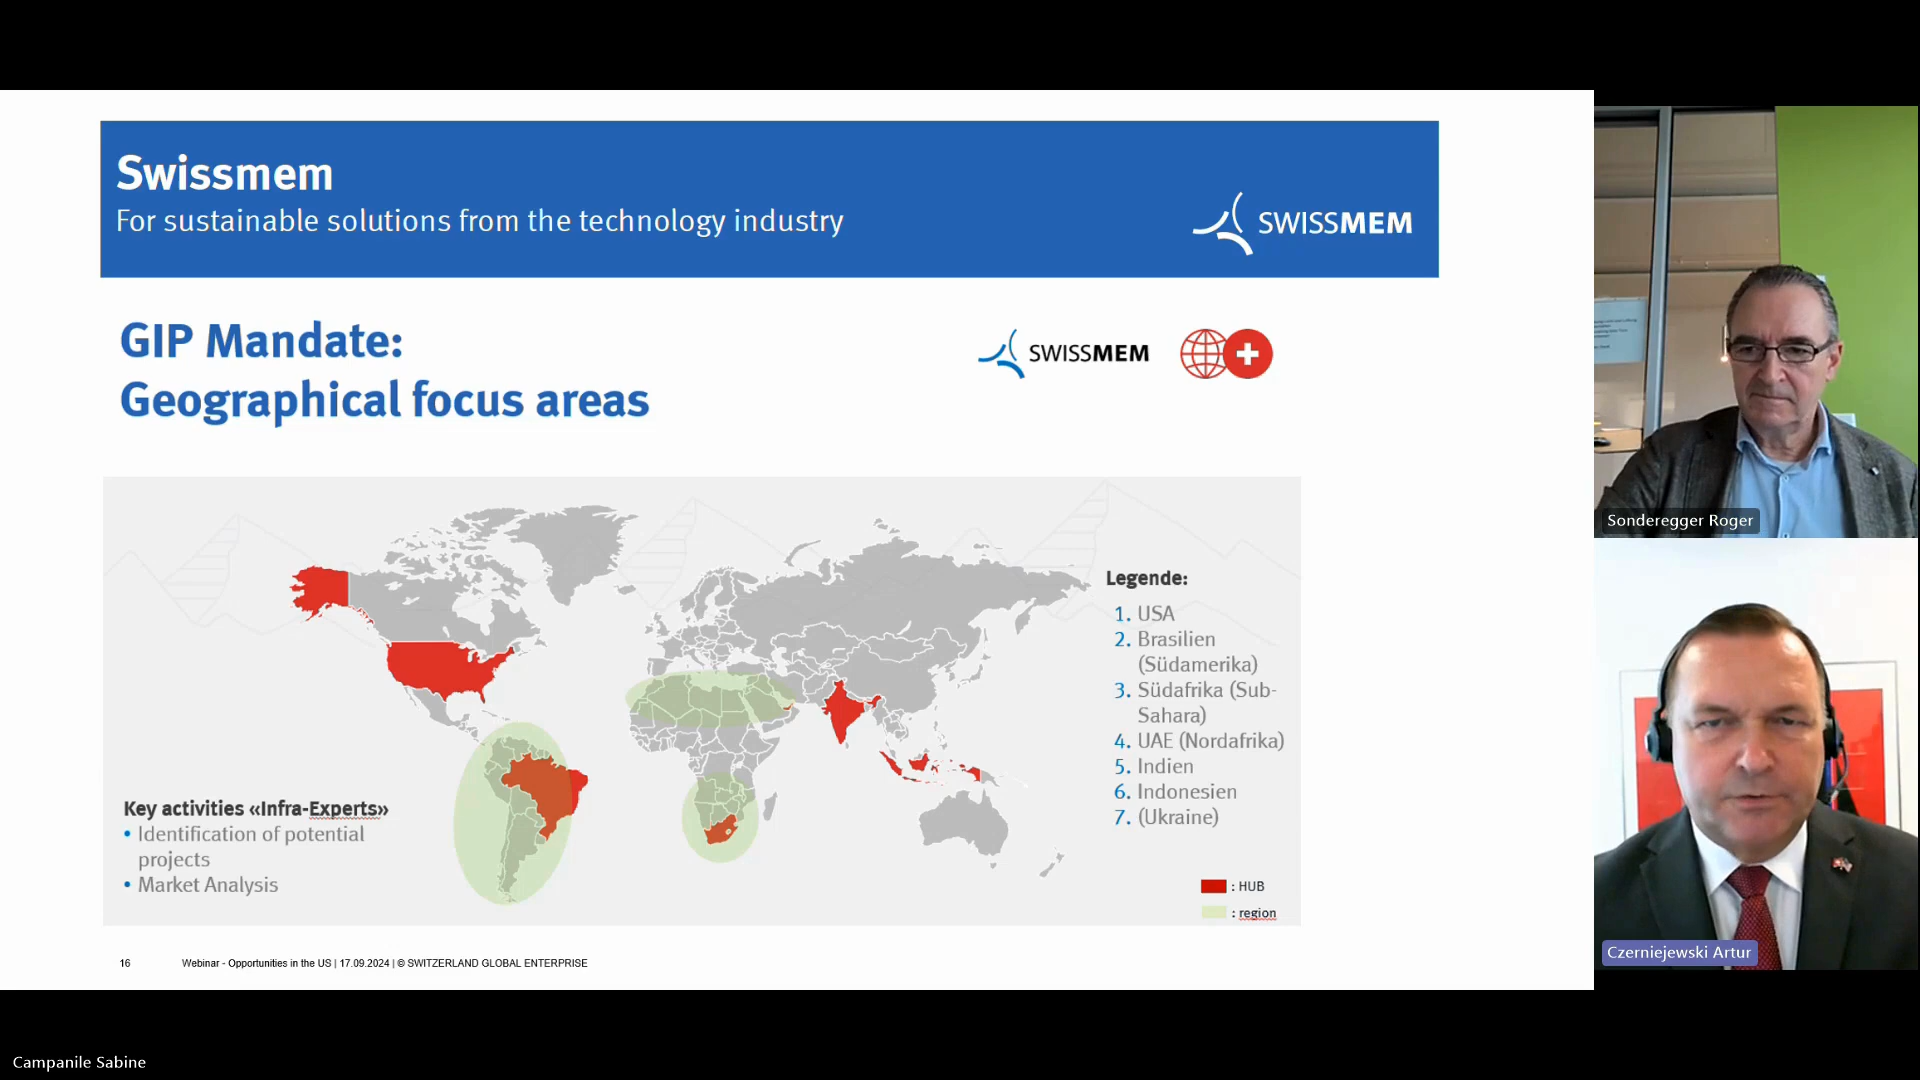 Swissmem
For sustainable solutions from the technology industry
SWISSMEM
GIP Mandate:
Geographical focus areas
SWISSMEM
Legende:
1. USA
2. Brasilien
(Südamerika)
3. Südafrika (Sub-
Sahara)
4. UAE (Nordafrika)
5. Indien
6. Indonesien
7. (Ukraine)
Key activities «Infra-Experts»
• Identification of potential
projects
• Market Analysis
: HUB
: region
16 Webinar - Opportunities in the US | 17.09.2024 | © SWITZERLAND GLOBAL ENTERPRISE
Sonderegger Roger
Czerniejewski Artur
Campanile Sabine